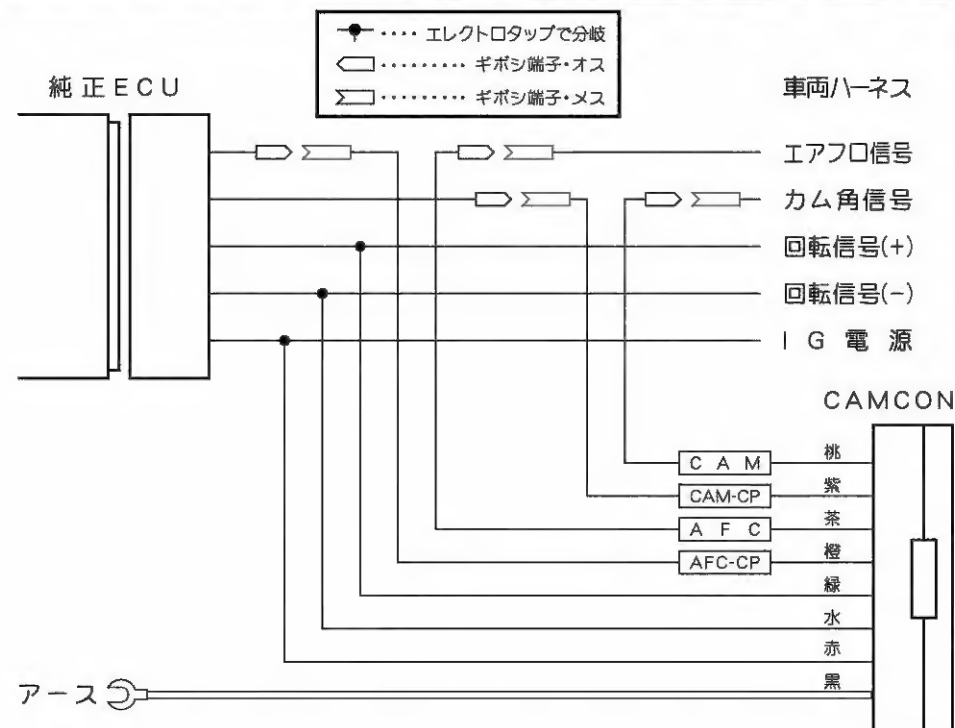 ・・・・ エレクトロタップで分岐
・・・・・・・・・ ギボシ端子・オス
・・・・・・・・・ ギボシ端子・メス
純正ECU
車両ハーネス
エアフロ信号
カム角信号
回転信号(+)
回転信号(-)
IG電源
CAMCON
CAM 桃
CAM-CP 紫
AFC 茶
AFC-CP 橙
緑
水
赤
黒
アース